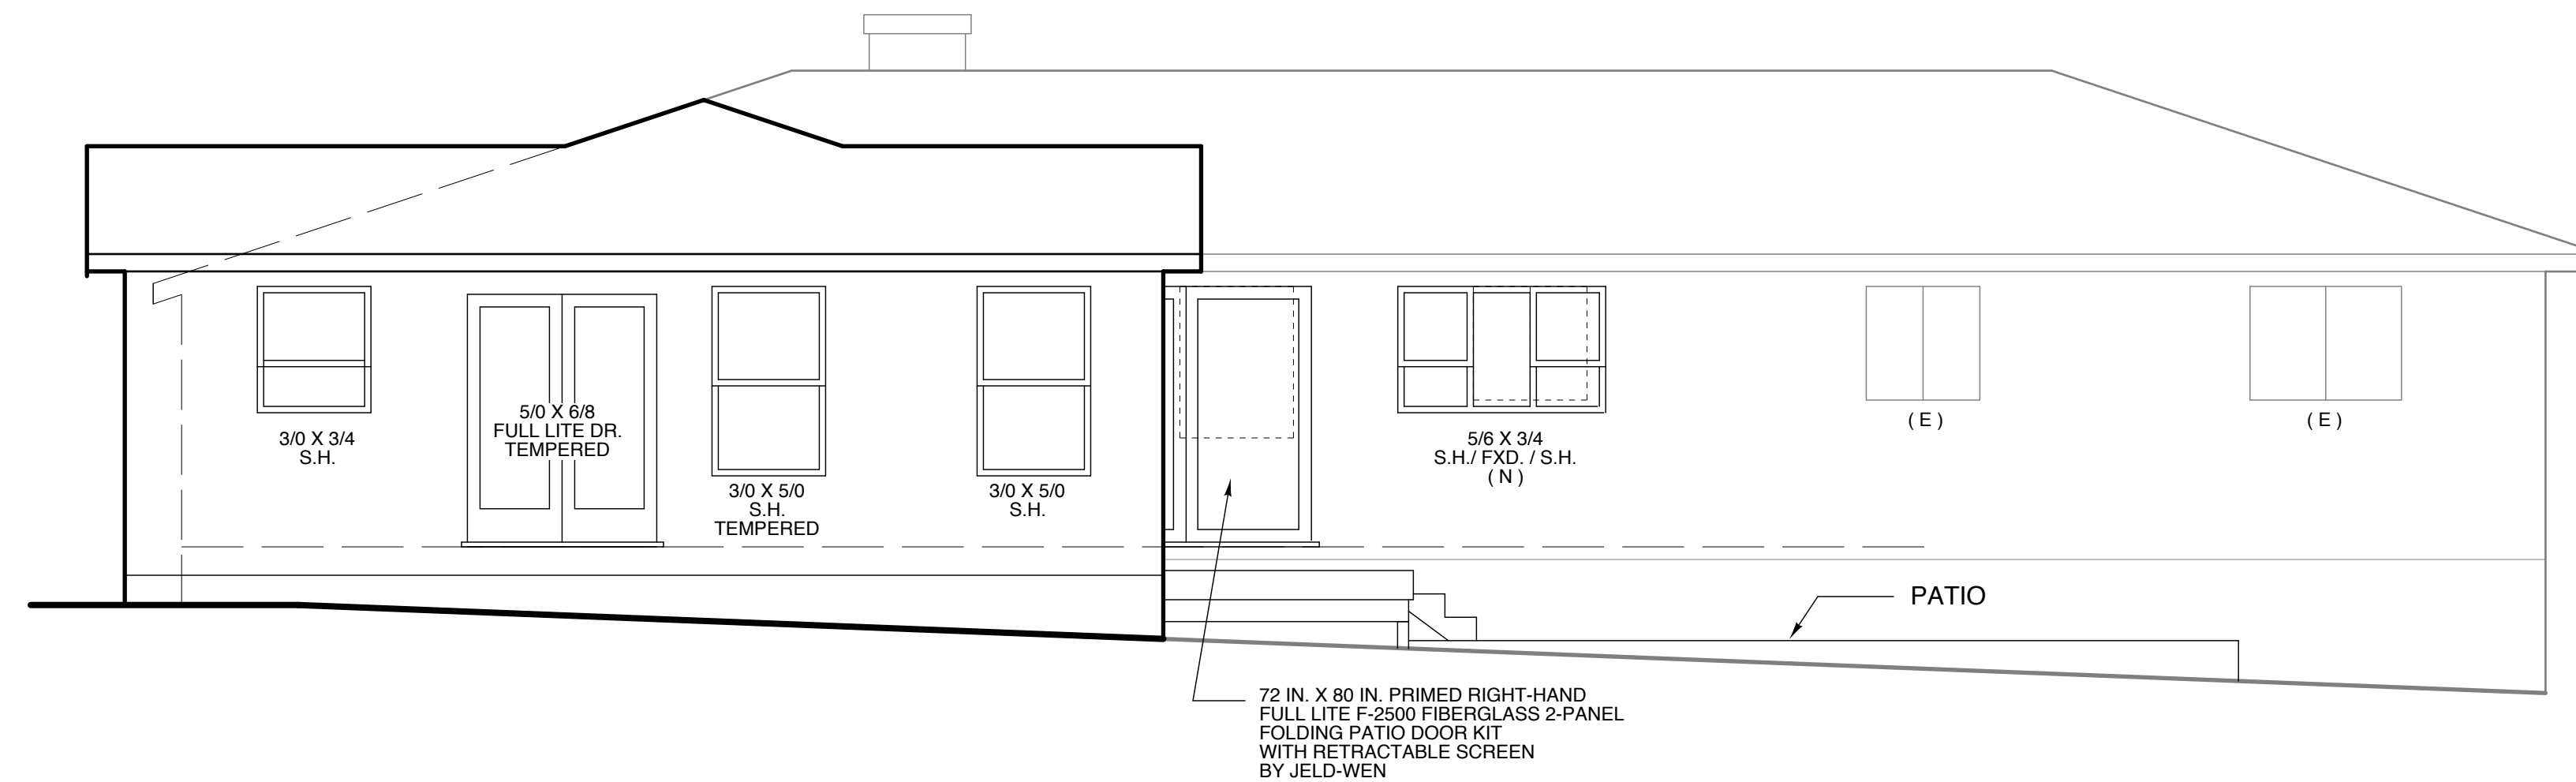 3/0 X 3/4
S.H.
5/0 X 6/8
FULL LITE DR.
TEMPERED
3/0 X 5/0
S.H.
TEMPERED
3/0 X 5/0
S.H.
5/6 X 3/4
S.H./ FXD. / S.H.
( N )
( E )
( E )
PATIO
72 IN. X 80 IN. PRIMED RIGHT-HAND
FULL LITE F-2500 FIBERGLASS 2-PANEL
FOLDING PATIO DOOR KIT
WITH RETRACTABLE SCREEN
BY JELD-WEN